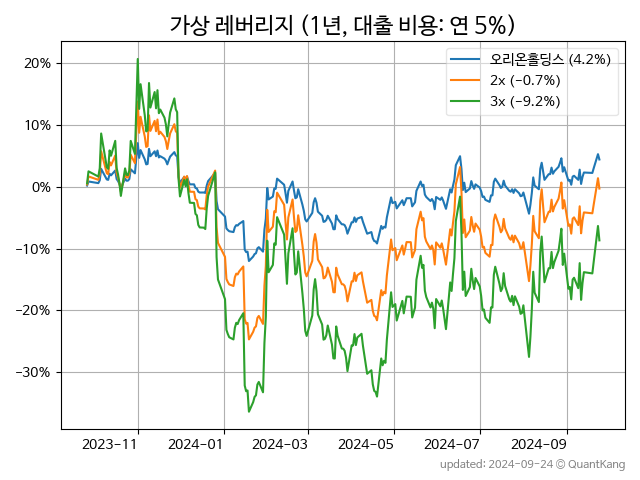 가상 레버리지 (1년, 대출 비용: 연 5%)
오리온홀딩스 (4.2%)
2x (−0.7%)
3x (−9.2%)
20%
10%
0%
−10%
−20%
−30%
2023-11 2024-01 2024-03 2024-05 2024-07 2024-09
updated: 2024-09-24 © QuantKang